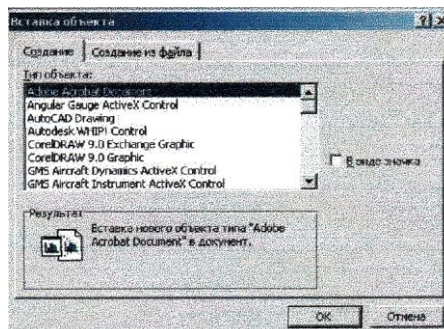 Вставка объекта
Создание
Создание из файла
Тип объекта:
Adobe Acrobat Document
Angular Gauge ActiveX Control
AutoCAD Drawing
Autodesk WHIP! Control
CorelDRAW 9.0 Exchange Graphic
CorelDRAW 9.0 Graphic
GMS Aircraft Dynamics ActiveX Control
GMS Aircraft Instrument ActiveX Control
В виде значка
Результат
Вставка нового объекта типа "Adobe
Acrobat Document" в документ.
ОК
Отмена